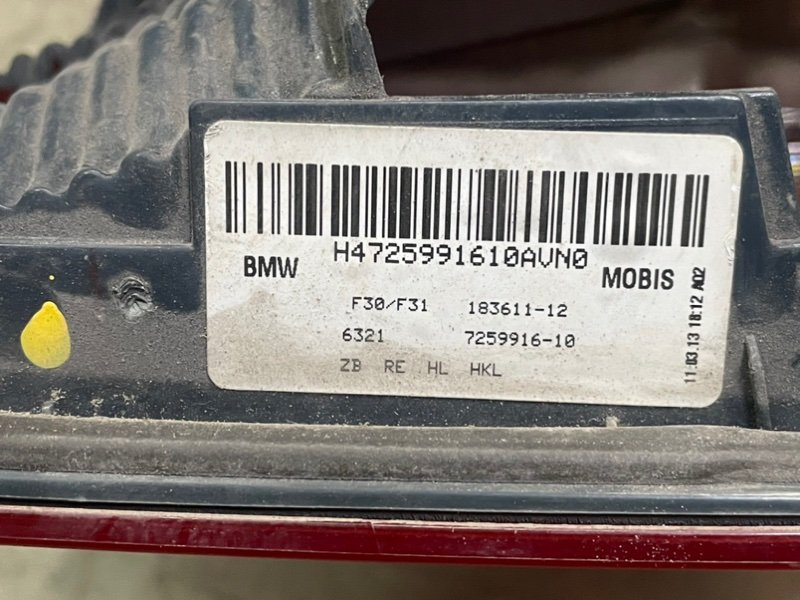 H4725991610AVN0
BMW MOBIS
F30/F31 183611-12
6321 7259916-10
ZB RE HL HKL
11.03.13 18:12 A02